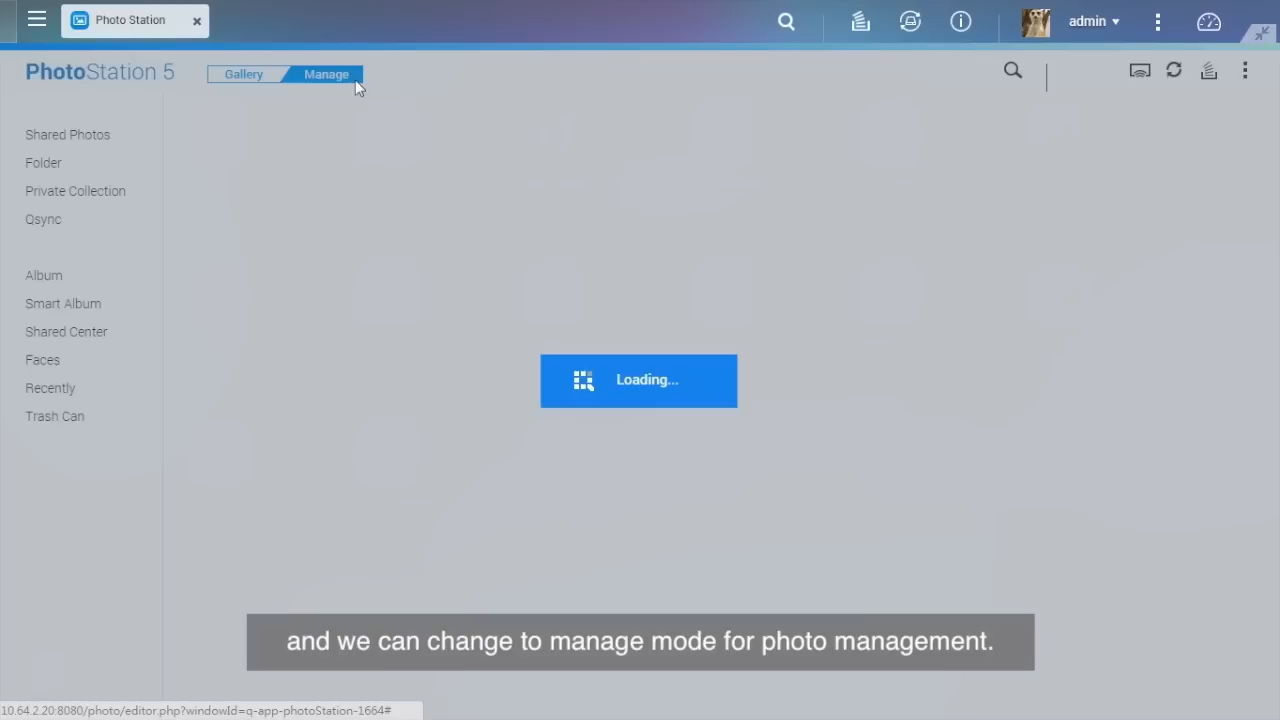 Photo Station
admin
PhotoStation 5
Gallery
Manage
Shared Photos
Folder
Private Collection
Qsync
Album
Smart Album
Shared Center
Faces
Recently
Trash Can
Loading...
and we can change to manage mode for photo management.
10.64.2.20:8080/photo/editor.php?windowId=q-app-photoStation-1664#